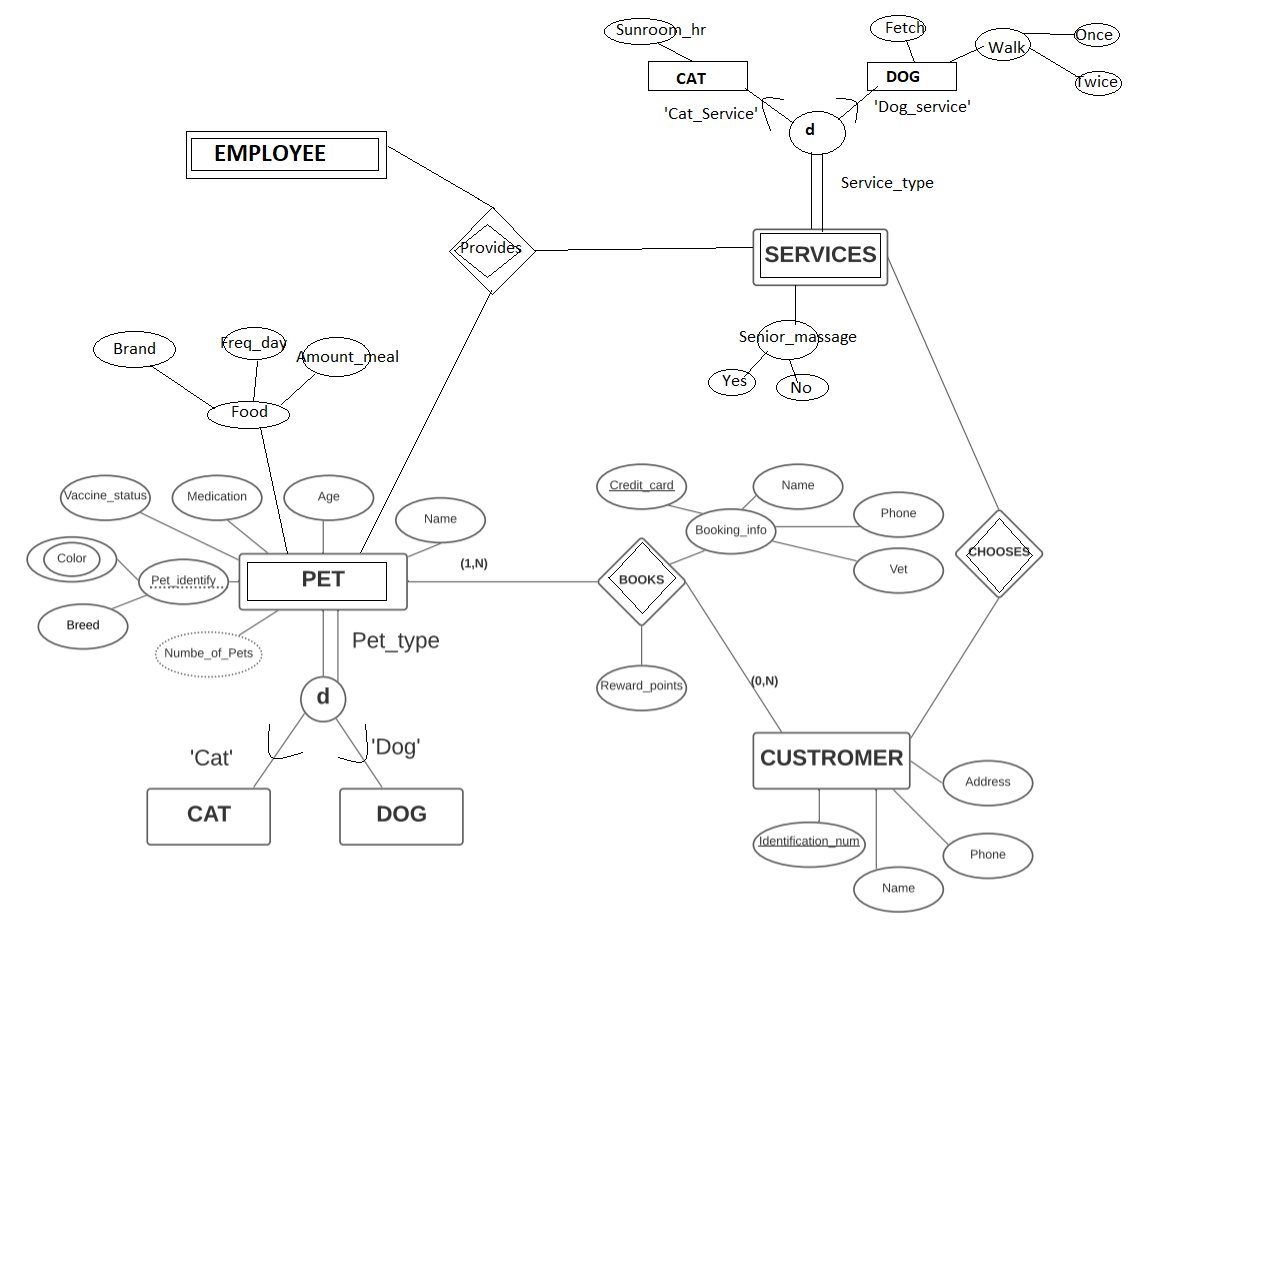 Sunroom_hr
Fetch
Walk
Once
Twice
CAT
DOG
'Cat_Service'
'Dog_service'
d
Service_type
EMPLOYEE
Provides
SERVICES
Senior_massage
Yes
No
Brand
Freq_day
Amount_meal
Food
Vaccine_status
Medication
Age
Name
Color
Pet_identify
Breed
Numbe_of_Pets
PET
(1,N)
Pet_type
d
'Cat'
'Dog'
CAT
DOG
Credit_card
Name
Booking_info
Phone
Vet
BOOKS
Reward_points
CHOOSES
(0,N)
CUSTROMER
Address
Identification_num
Phone
Name